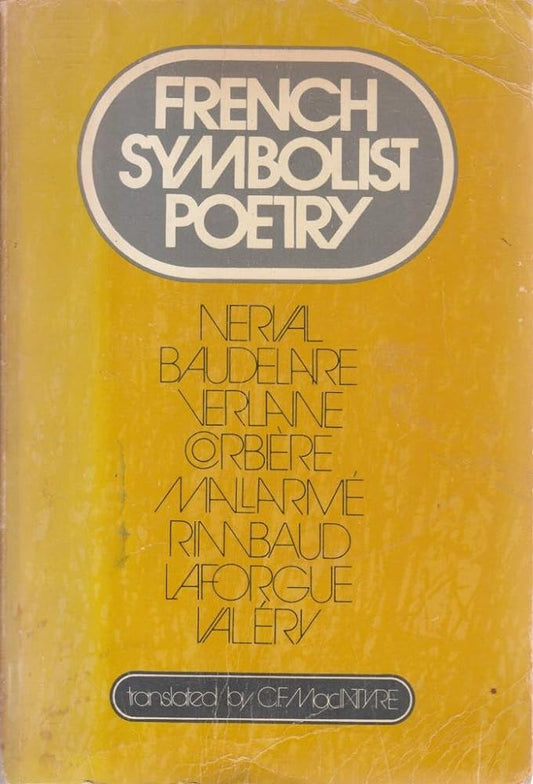 FRENCH
SYMBOLIST
POETRY
NERVAL
BAUDELAIRE
VERLAINE
CORBIÈRE
MALLARMÉ
RIMBAUD
LAFORGUE
VALÉRY
translated by C.F. MacINTYRE